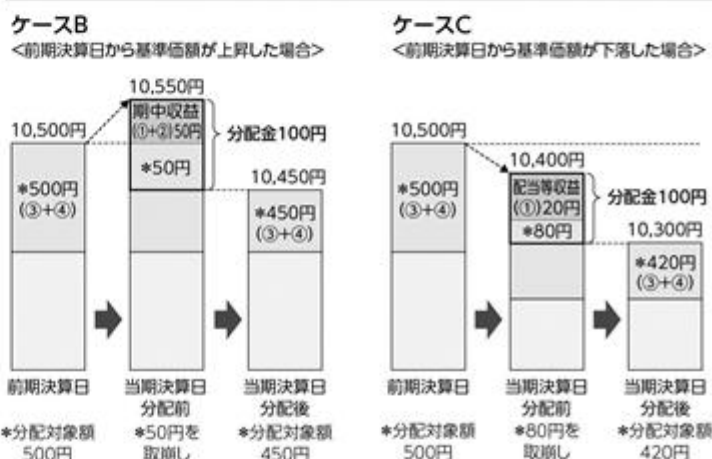 ケースB
<前期決算日から基準価額が上昇した場合>
10,550円
期中収益
(①+②)50円
*50円
分配金100円
10,500円
*500円
(③+④)
10,450円
*450円
(③+④)
前期決算日
当期決算日
分配前
当期決算日
分配後
*分配対象額
500円
*50円を
取崩し
*分配対象額
450円
ケースC
<前期決算日から基準価額が下落した場合>
10,500円
*500円
(③+④)
10,400円
配当等収益
(①)20円
*80円
分配金100円
10,300円
*420円
(③+④)
前期決算日
当期決算日
分配前
当期決算日
分配後
*分配対象額
500円
*80円を
取崩し
*分配対象額
420円